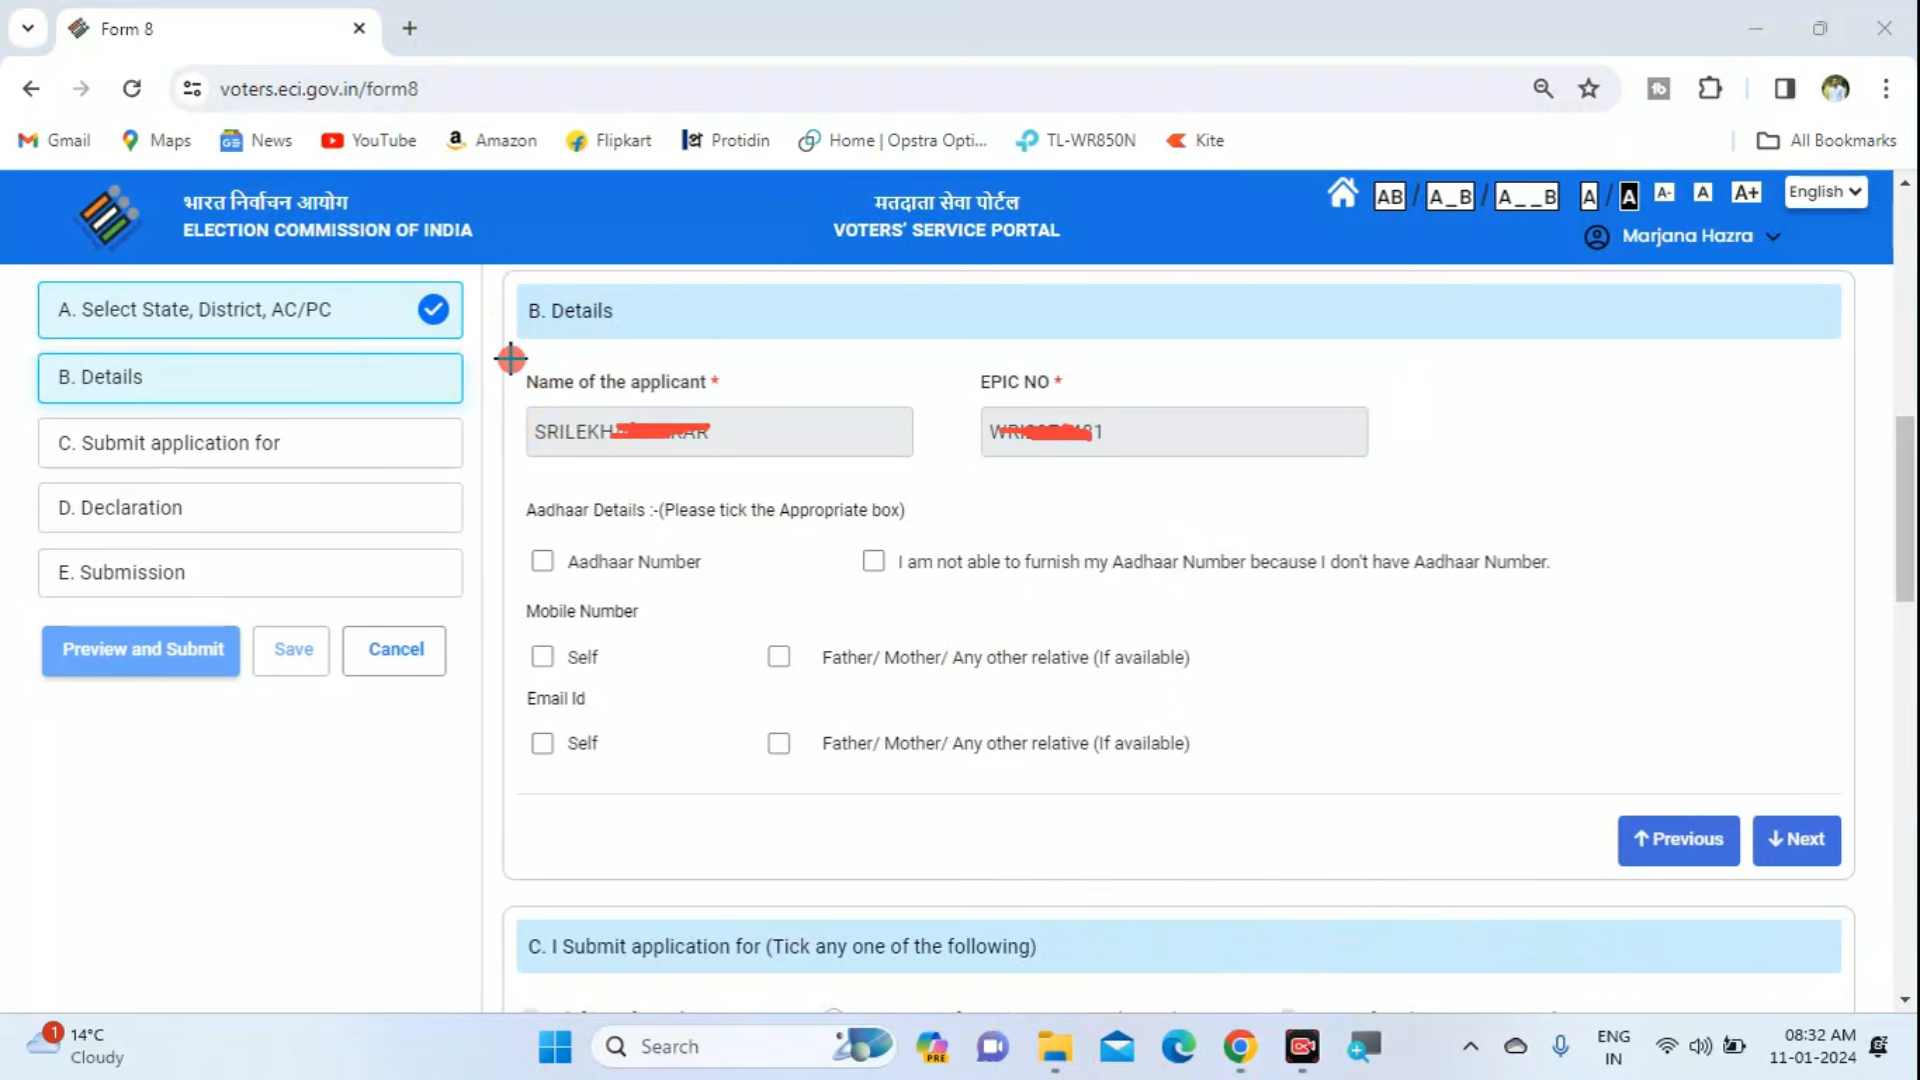 Form 8
voters.eci.gov.in/form8
Gmail Maps News YouTube Amazon Flipkart Protidin Home | Opstra Opti... TL-WR850N Kite All Bookmarks
भारत निर्वाचन आयोग
ELECTION COMMISSION OF INDIA
मतदाता सेवा पोर्टल
VOTERS' SERVICE PORTAL
AB / A_B / A__B A / A A- A A+ English
Marjana Hazra
A. Select State, District, AC/PC
B. Details
C. Submit application for
D. Declaration
E. Submission
Preview and Submit Save Cancel
B. Details
Name of the applicant * EPIC NO *
Aadhaar Details :-(Please tick the Appropriate box)
Aadhaar Number I am not able to furnish my Aadhaar Number because I don't have Aadhaar Number.
Mobile Number
Self Father/ Mother/ Any other relative (If available)
Email Id
Self Father/ Mother/ Any other relative (If available)
↑ Previous ↓ Next
C. I Submit application for (Tick any one of the following)
1 14°C
Cloudy
Search
PRE
ENG
IN
08:32 AM
11-01-2024